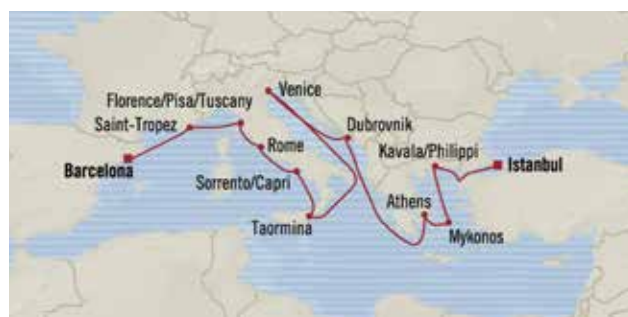 Venice
Florence/Pisa/Tuscany
Saint-Tropez
Dubrovnik
Rome
Kavala/Philippi
Barcelona
Istanbul
Sorrento/Capri
Athens
Taormina
Mykonos